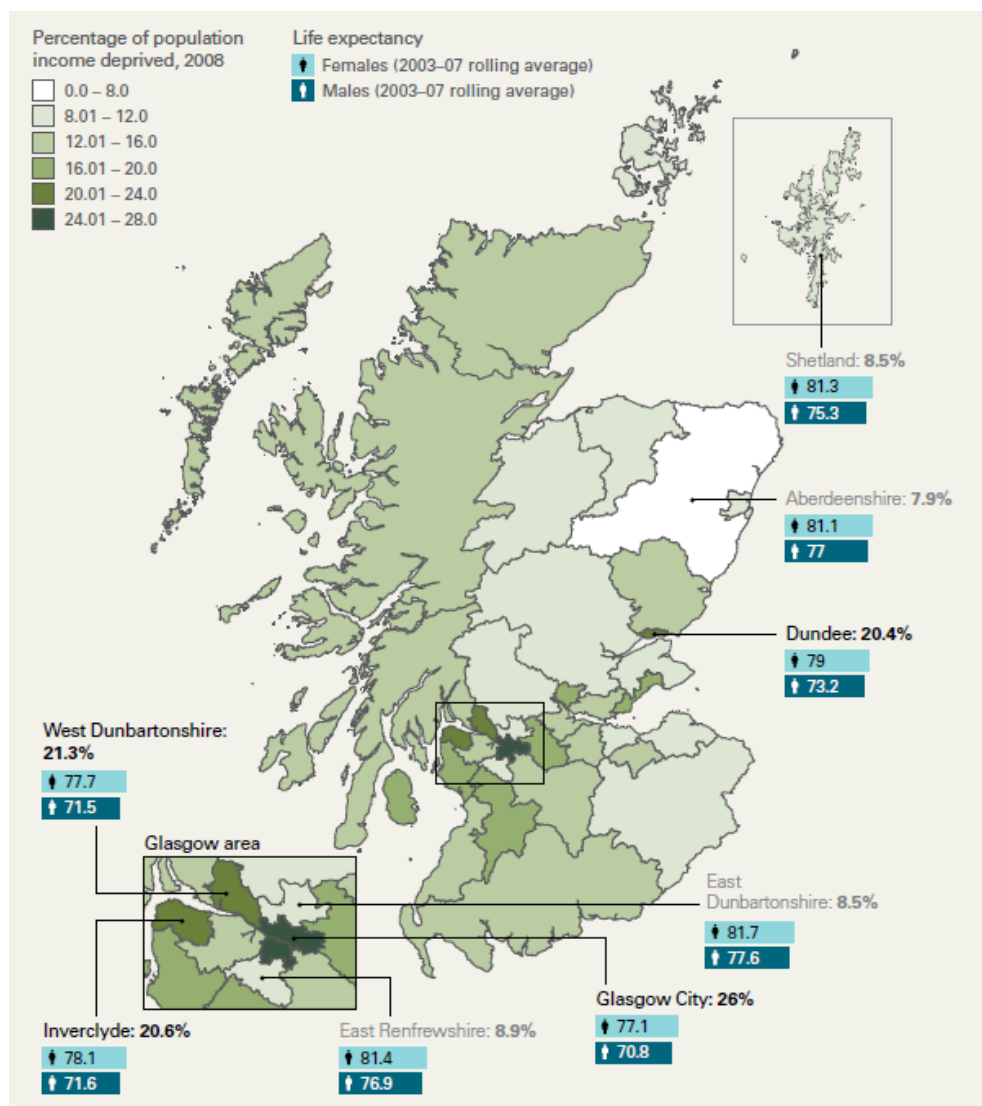 Percentage of population
income deprived, 2008
0.0 – 8.0
8.01 – 12.0
12.01 – 16.0
16.01 – 20.0
20.01 – 24.0
24.01 – 28.0
Life expectancy
Females (2003–07 rolling average)
Males (2003–07 rolling average)
Shetland: 8.5%
81.3
75.3
Aberdeenshire: 7.9%
81.1
77
Dundee: 20.4%
79
73.2
West Dunbartonshire:
21.3%
77.7
71.5
Glasgow area
East
Dunbartonshire: 8.5%
81.7
77.6
Glasgow City: 26%
77.1
70.8
Inverclyde: 20.6%
78.1
71.6
East Renfrewshire: 8.9%
81.4
76.9